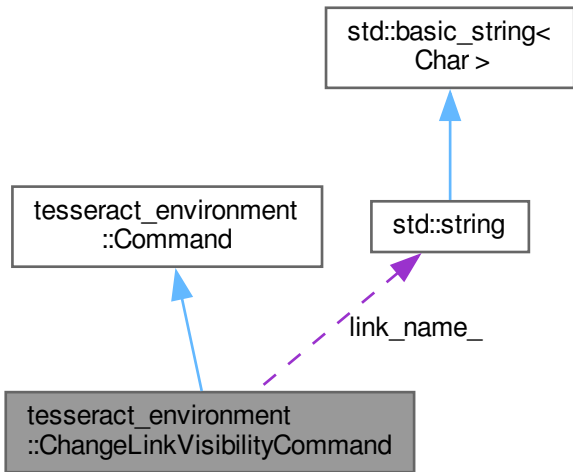 std::basic_string<
Char >
tesseract_environment
::Command
std::string
link_name_
tesseract_environment
::ChangeLinkVisibilityCommand